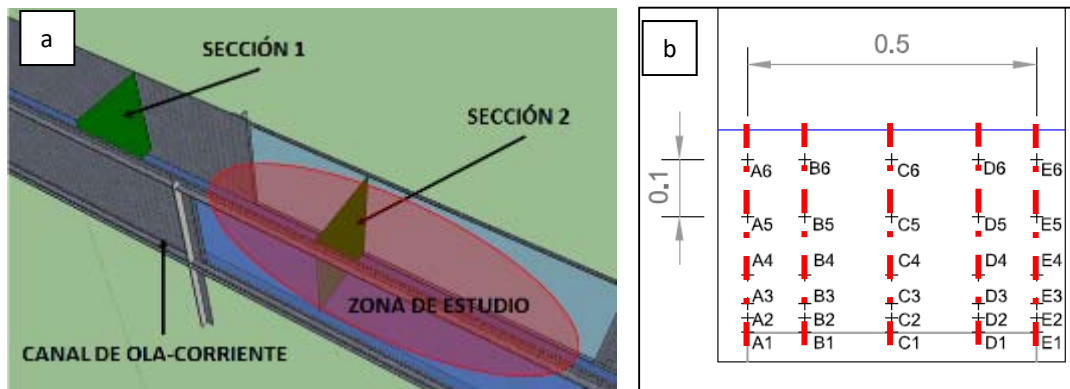 a
SECCIÓN 1
SECCIÓN 2
ZONA DE ESTUDIO
CANAL DE OLA-CORRIENTE
b
0.5
0.1
A6 B6 C6 D6 E6
A5 B5 C5 D5 E5
A4 B4 C4 D4 E4
A3 B3 C3 D3 E3
A2 B2 C2 D2 E2
A1 B1 C1 D1 E1